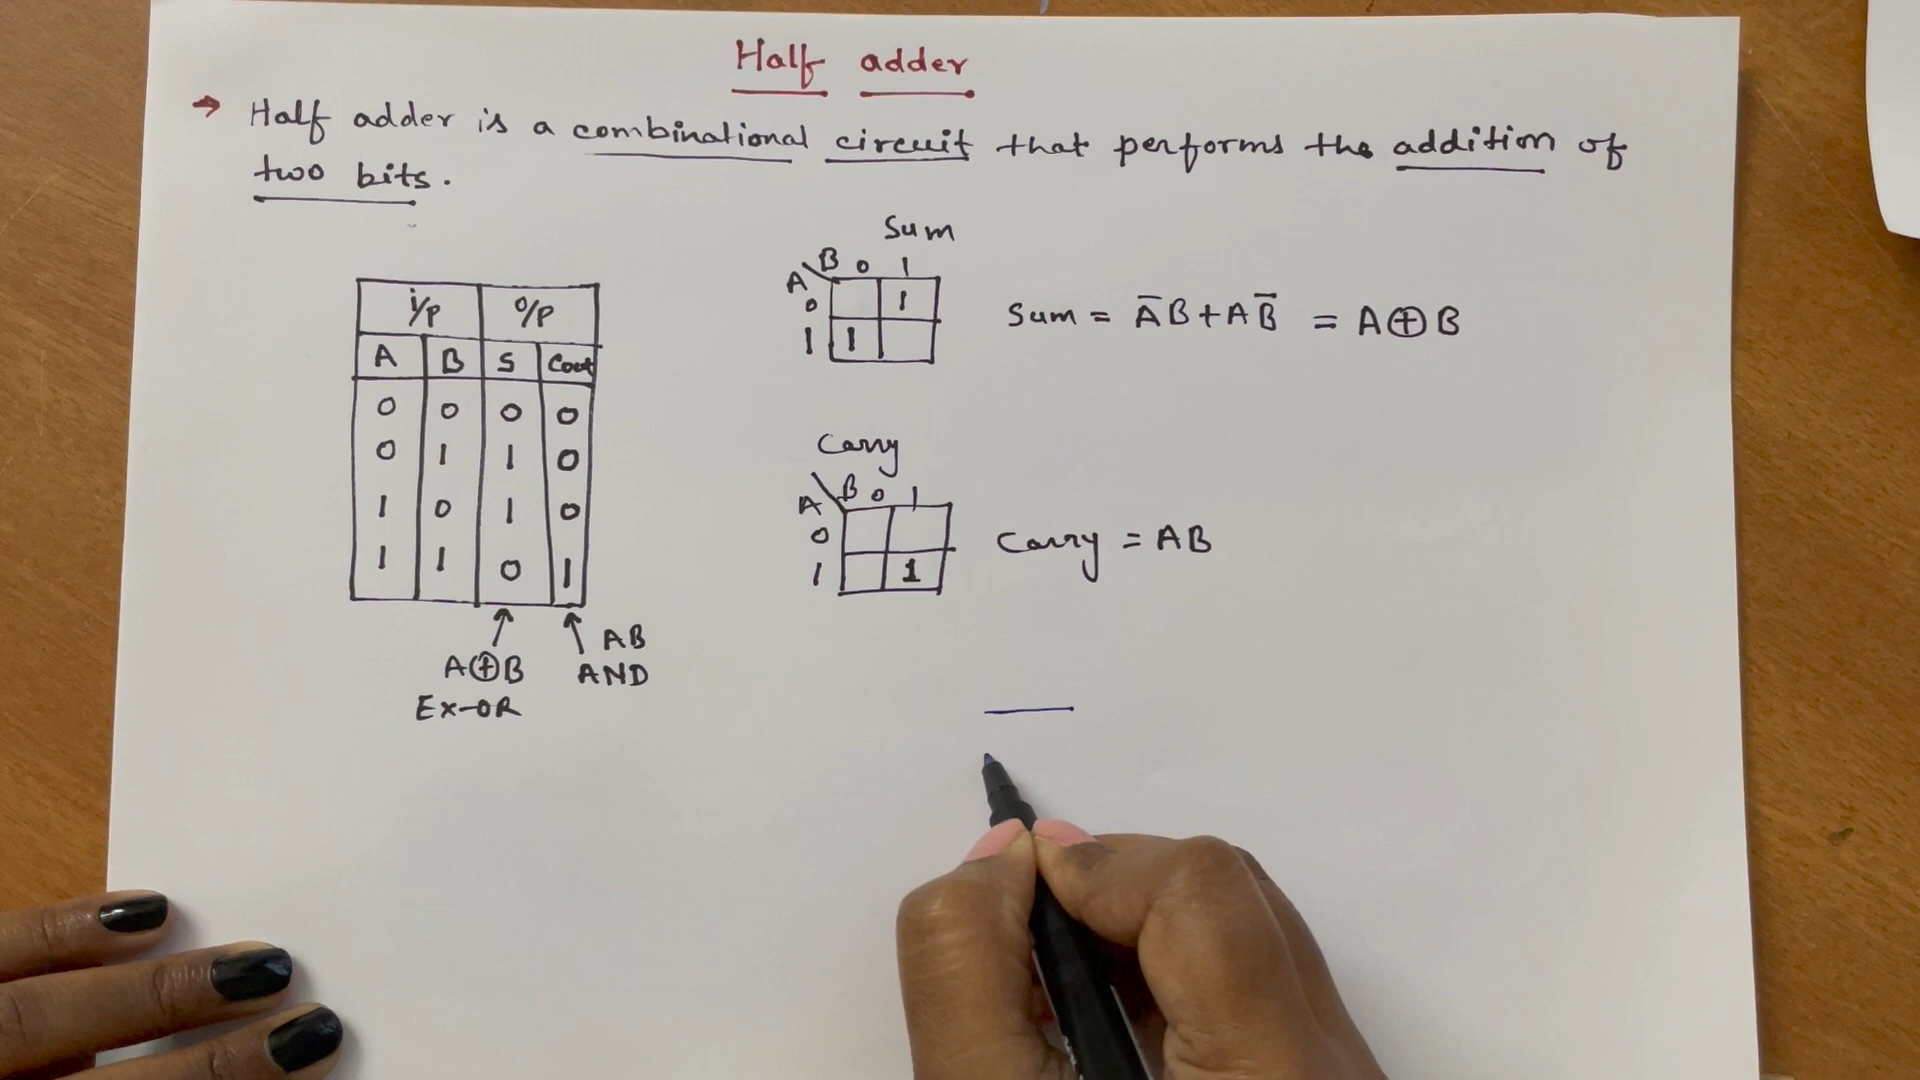 Half adder
→ Half adder is a combinational circuit that performs the addition of
two bits.
i/p o/p
A B S Cout
0 0 0 0
0 1 1 0
1 0 1 0
1 1 0 1
A⊕B
Ex-OR
AB
AND
Sum
A B 0 1
0 1
1 1
Sum = A̅B + AB̅ = A⊕B
Carry
A B 0 1
0
1 1
Carry = AB